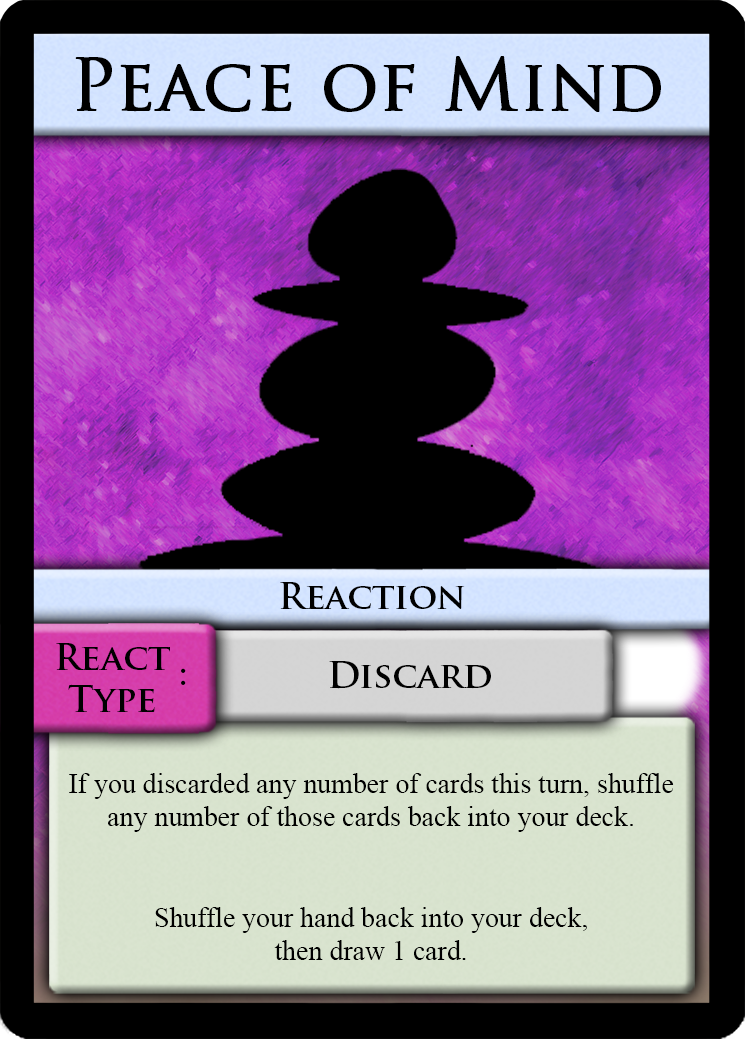 Peace of Mind
Reaction
React
Type :
Discard
If you discarded any number of cards this turn, shuffle
any number of those cards back into your deck.
Shuffle your hand back into your deck,
then draw 1 card.